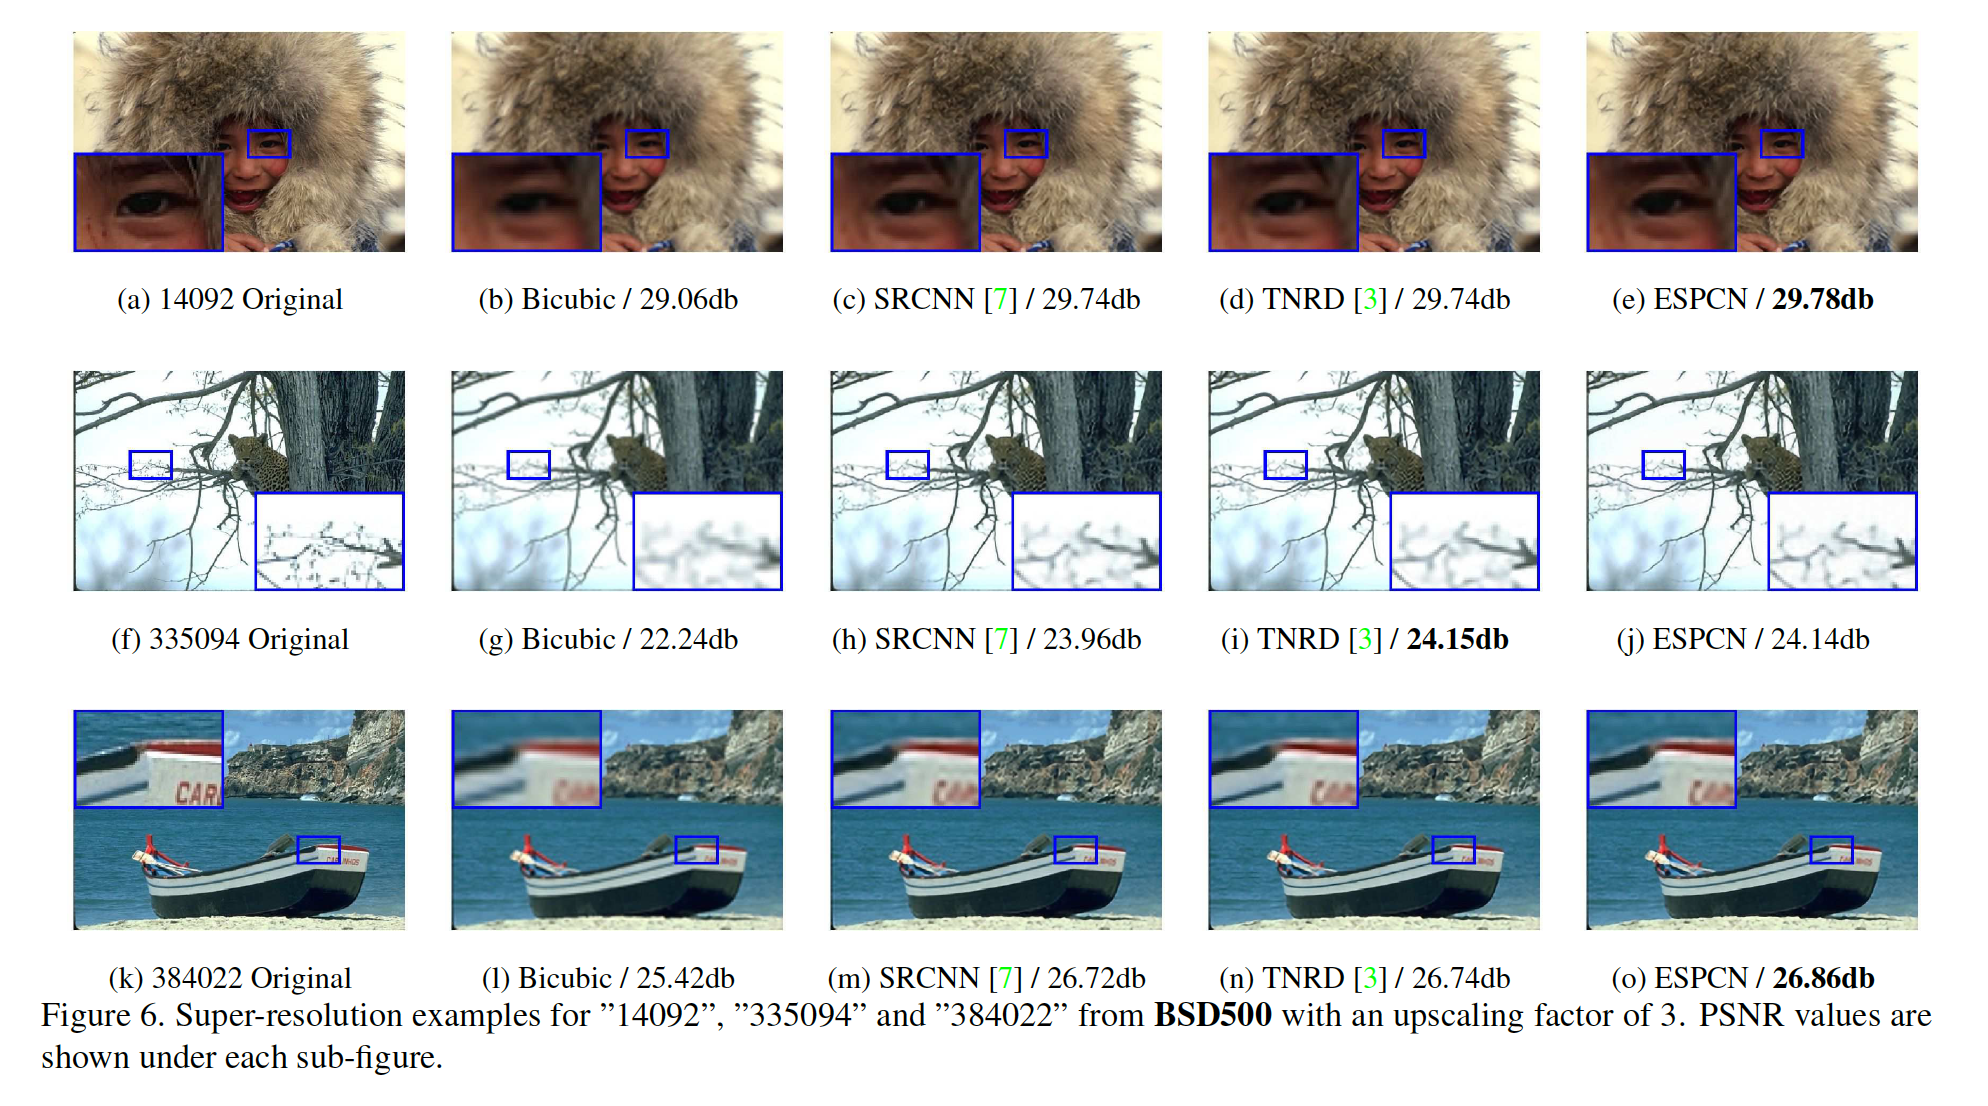 (a) 14092 Original
(b) Bicubic / 29.06db
(c) SRCNN [7] / 29.74db
(d) TNRD [3] / 29.74db
(e) ESPCN / 29.78db
(f) 335094 Original
(g) Bicubic / 22.24db
(h) SRCNN [7] / 23.96db
(i) TNRD [3] / 24.15db
(j) ESPCN / 24.14db
CAR
(k) 384022 Original
(l) Bicubic / 25.42db
(m) SRCNN [7] / 26.72db
(n) TNRD [3] / 26.74db
(o) ESPCN / 26.86db
Figure 6. Super-resolution examples for ”14092”, ”335094” and ”384022” from BSD500 with an upscaling factor of 3. PSNR values are
shown under each sub-figure.